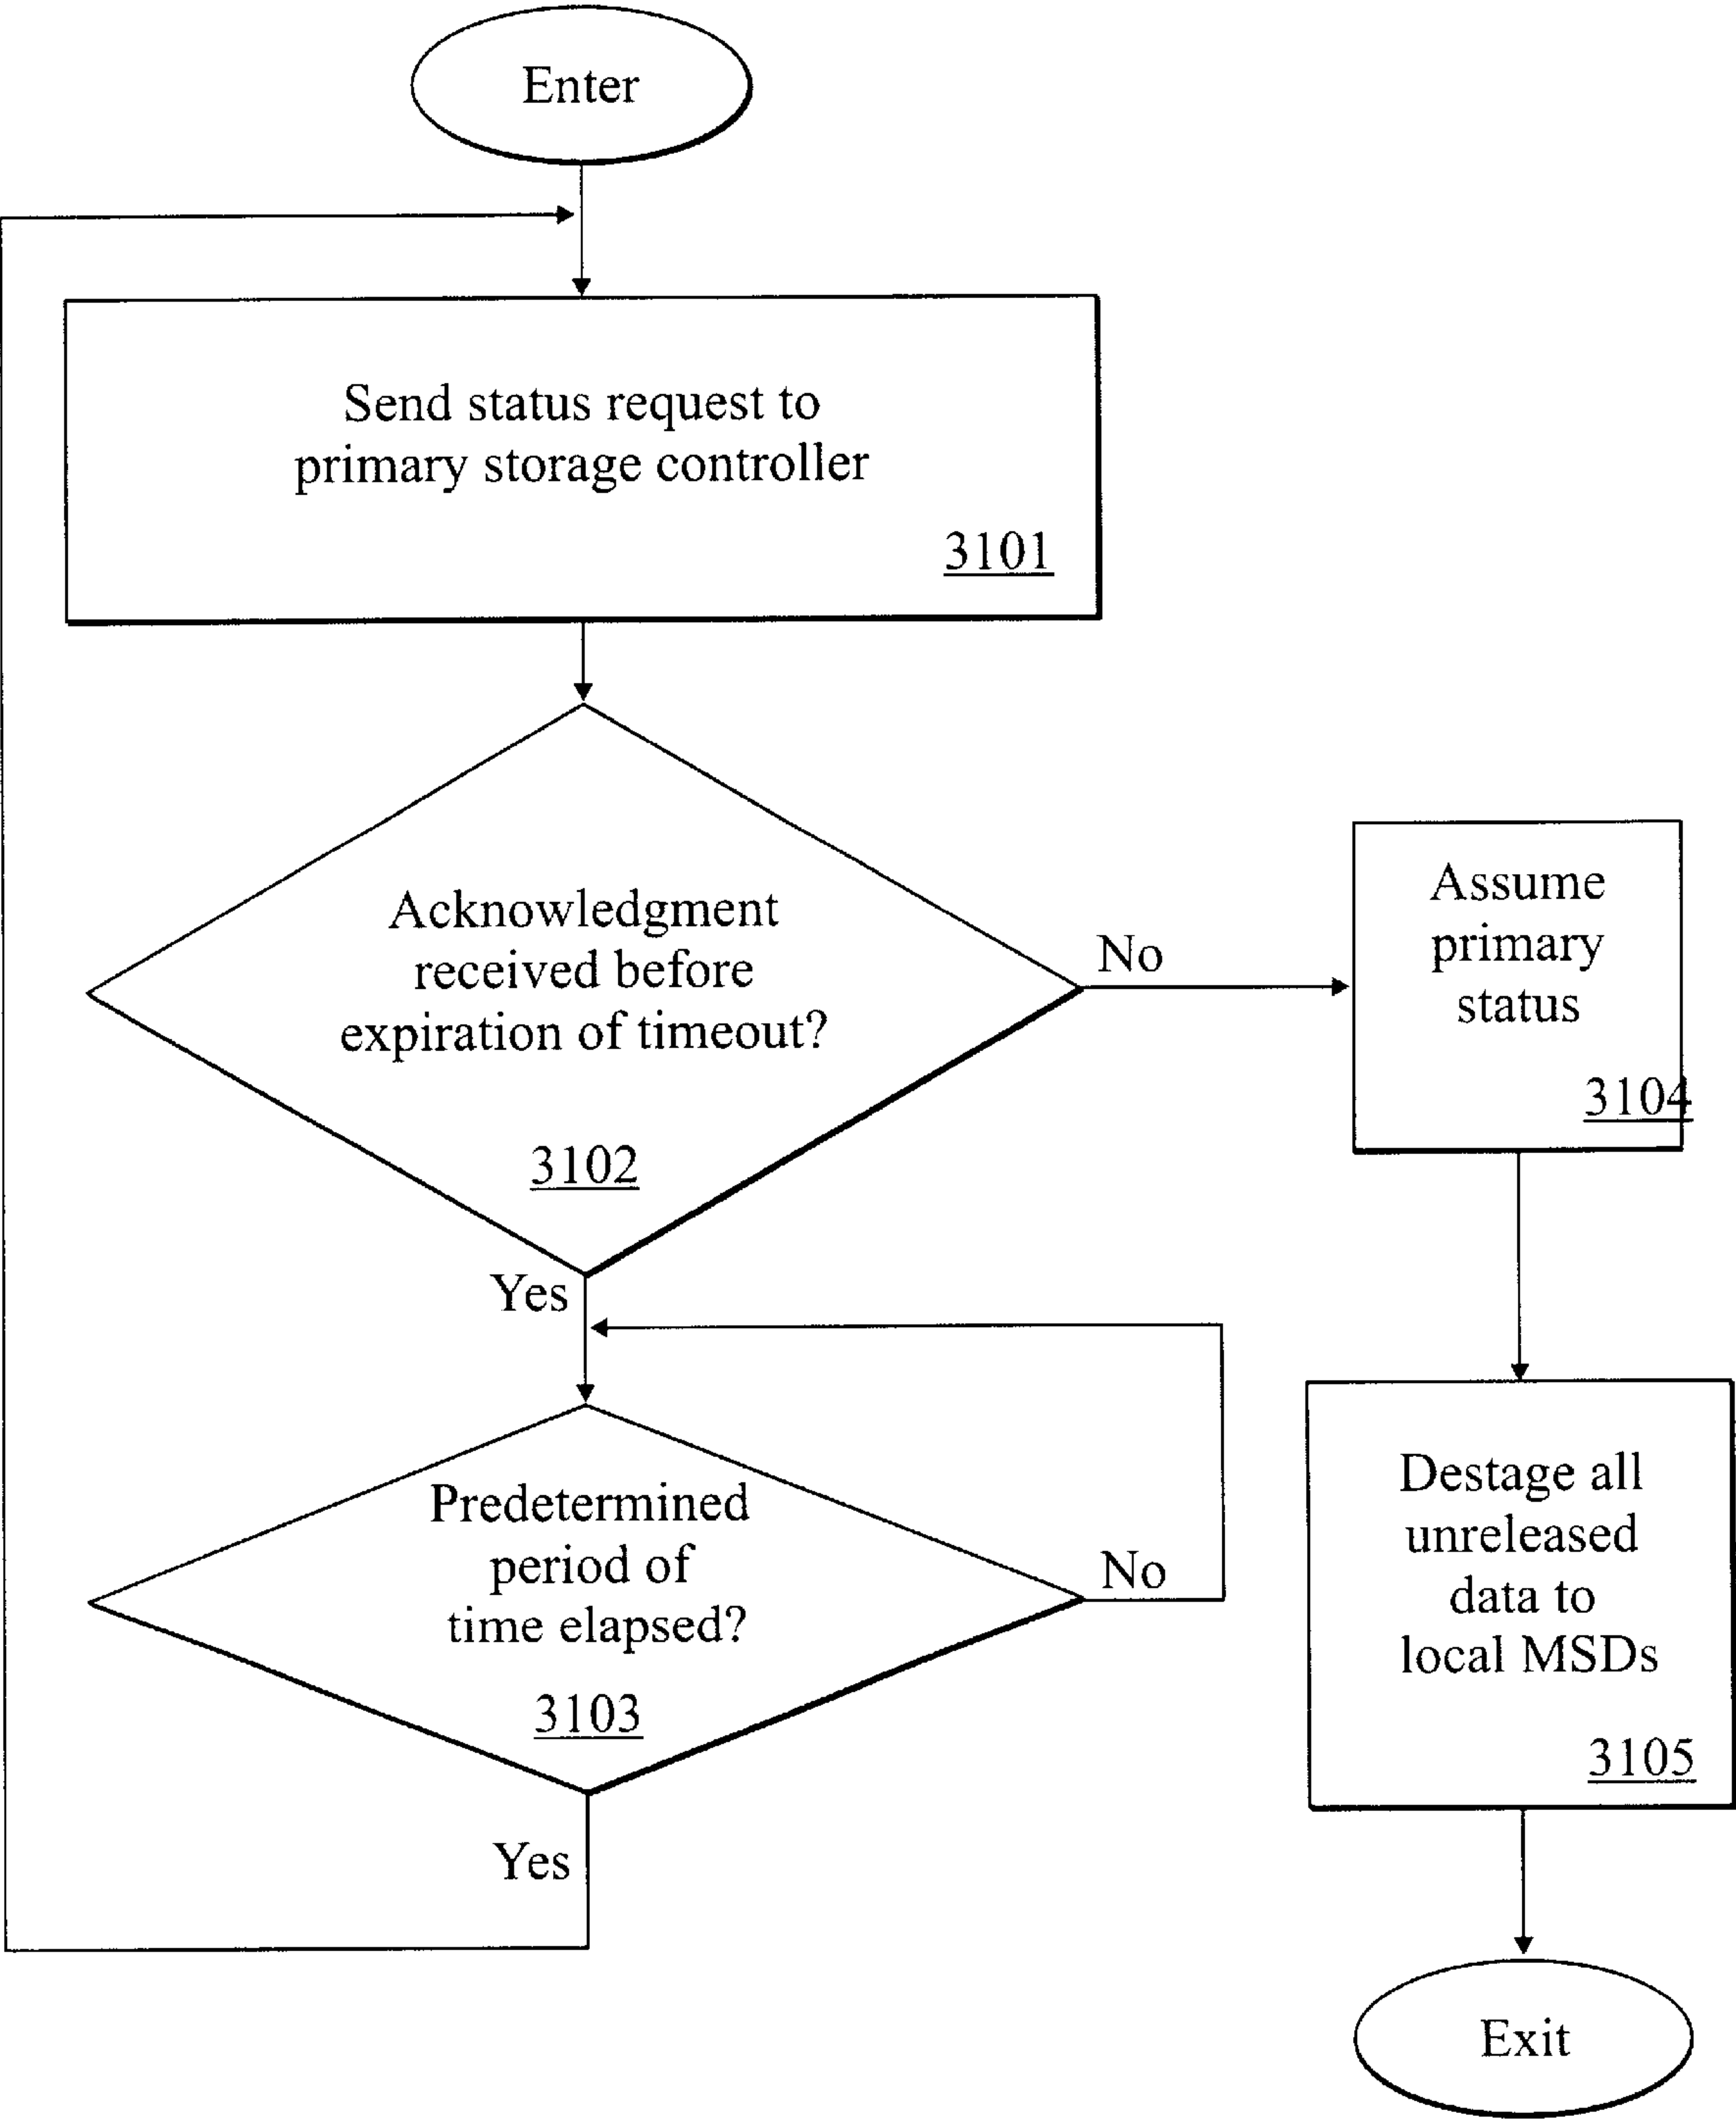 Enter
Send status request to
primary storage controller
3101
Acknowledgment
received before
expiration of timeout?
3102
No
Assume
primary
status
3104
Yes
Predetermined
period of
time elapsed?
3103
No
Yes
Destage all
unreleased
data to
local MSDs
3105
Exit